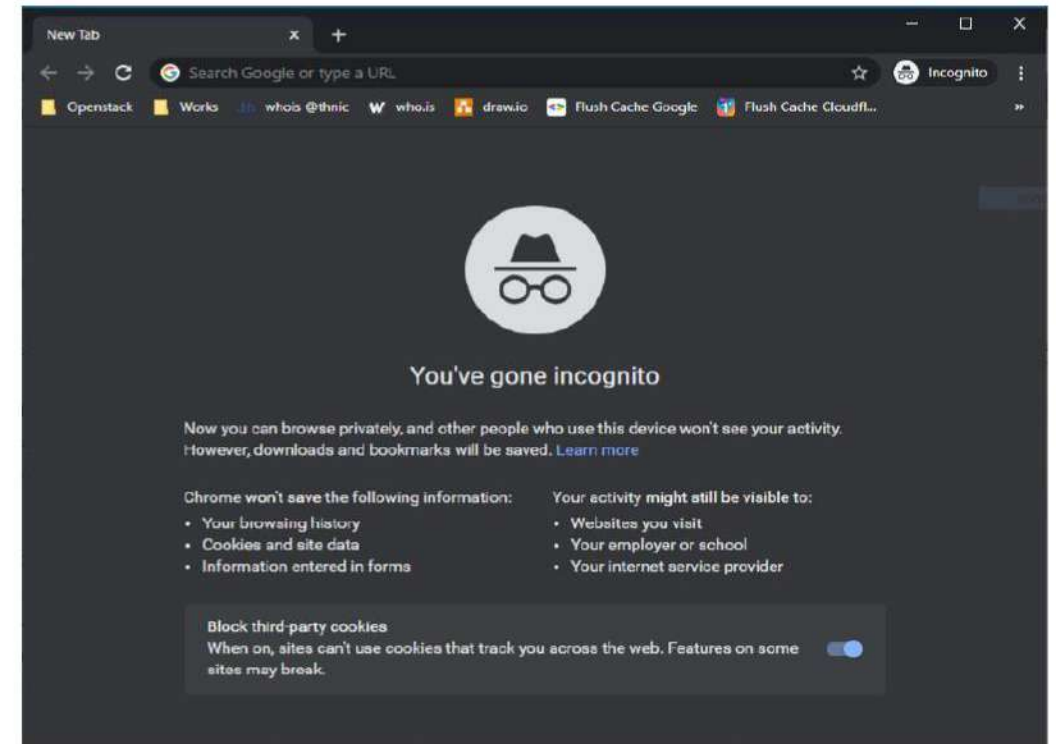 New Tab
Search Google or type a URL
Incognito
Openstack Works whois @thnic who.is draw.io Flush Cache Google Flush Cache Cloudfl...
You've gone incognito
Now you can browse privately, and other people who use this device won't see your activity.
However, downloads and bookmarks will be saved. Learn more
Chrome won't save the following information:
Your browsing history
Cookies and site data
Information entered in forms
Your activity might still be visible to:
Websites you visit
Your employer or school
Your internet service provider
Block third-party cookies
When on, sites can't use cookies that track you across the web. Features on some
sites may break.